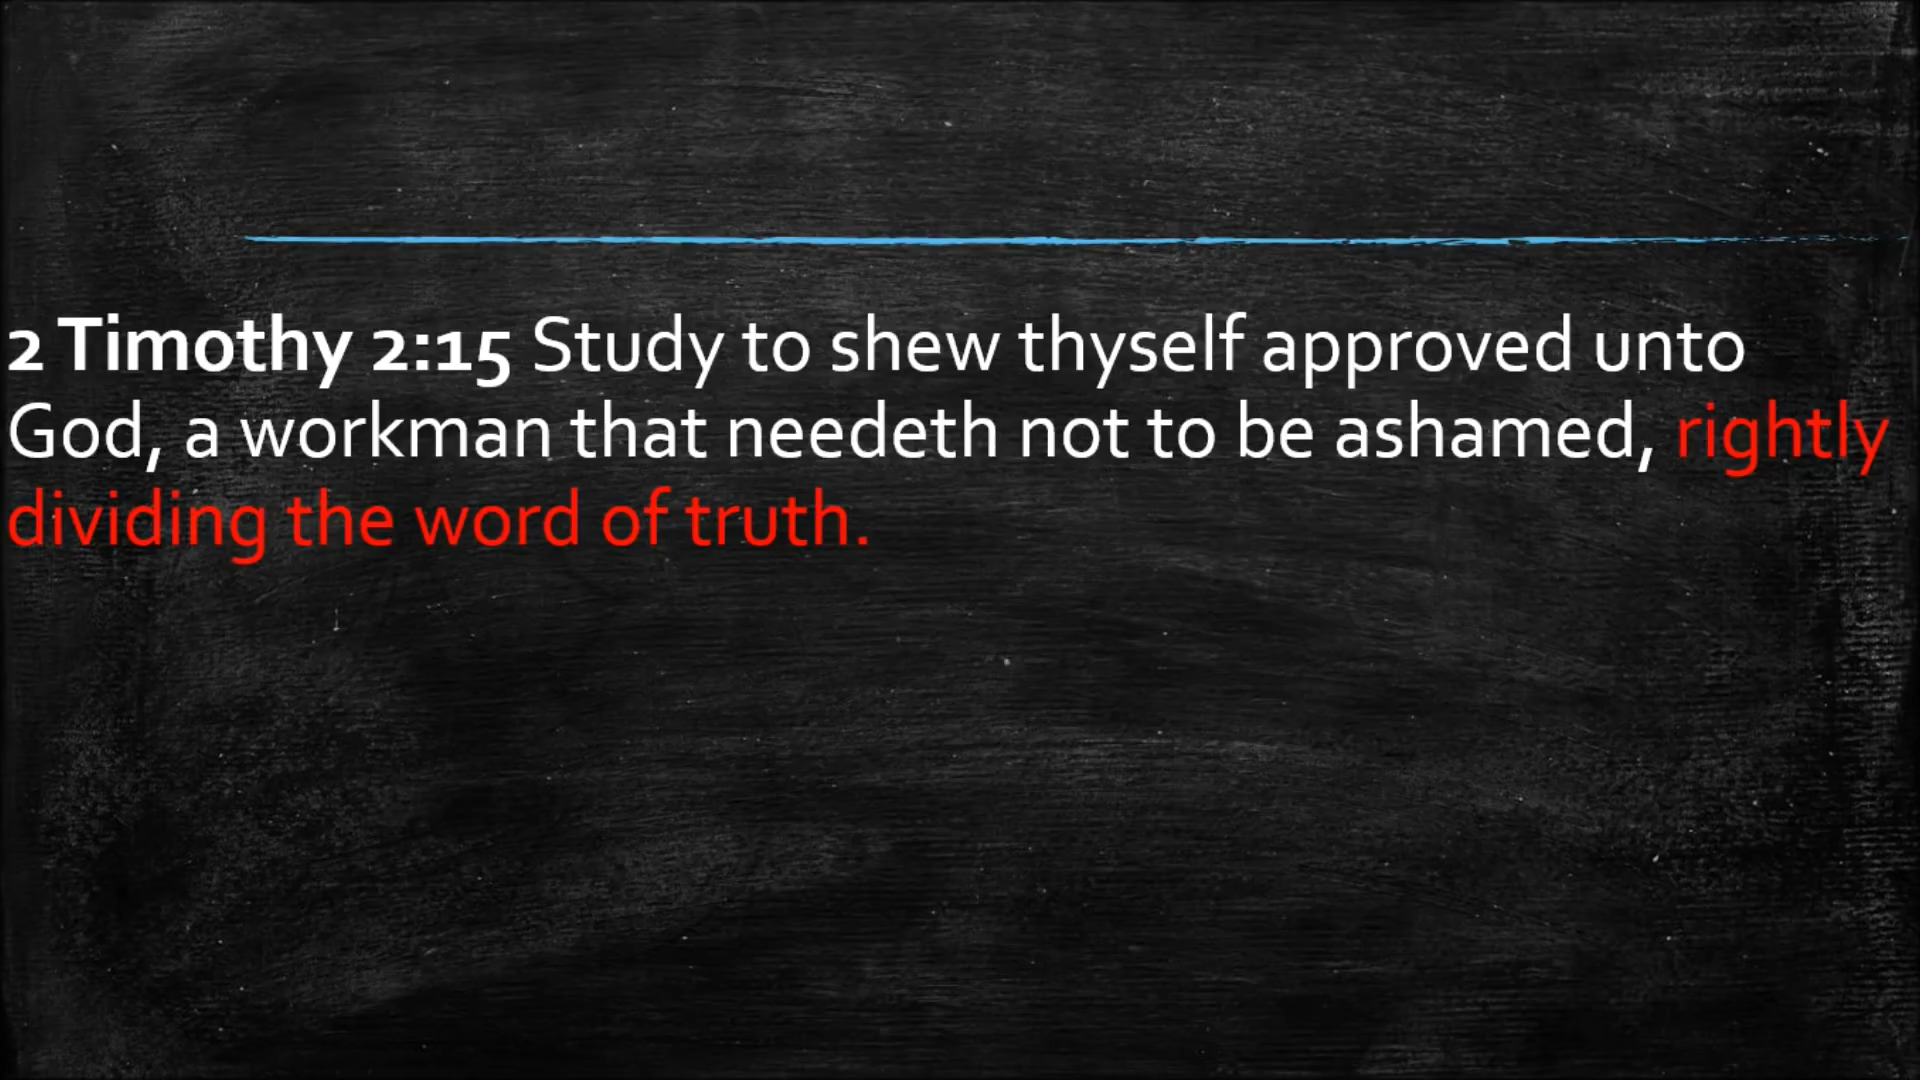 2 Timothy 2:15 Study to shew thyself approved unto
God, a workman that needeth not to be ashamed, rightly
dividing the word of truth.